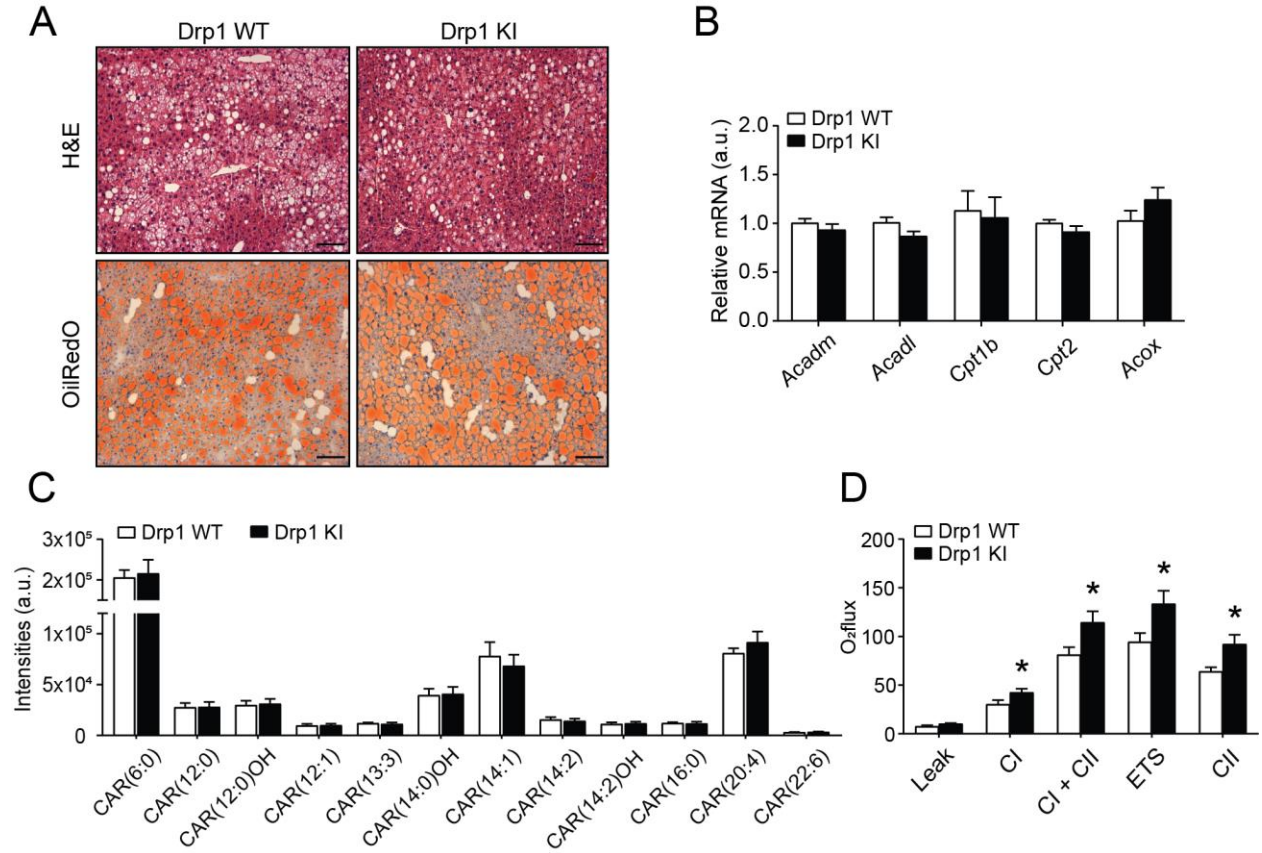 A
Drp1 WT
Drp1 KI
H&E
OilRedO
B
Drp1 WT
Drp1 KI
Relative mRNA (a.u.)
2.0
1.5
1.0
0.5
0.0
Acadm
Acadl
Cpt1b
Cpt2
Acox
C
Drp1 WT
Drp1 KI
Intensities (a.u.)
3x10⁵
2x10⁵
1x10⁵
5x10⁴
0
CAR(6:0)
CAR(12:0)
CAR(12:0)OH
CAR(12:1)
CAR(13:3)
CAR(14:0)OH
CAR(14:1)
CAR(14:2)
CAR(14:2)OH
CAR(16:0)
CAR(20:4)
CAR(22:6)
D
Drp1 WT
Drp1 KI
O₂flux
200
150
100
50
0
* * * *
Leak
CI
CI + CII
ETS
CII